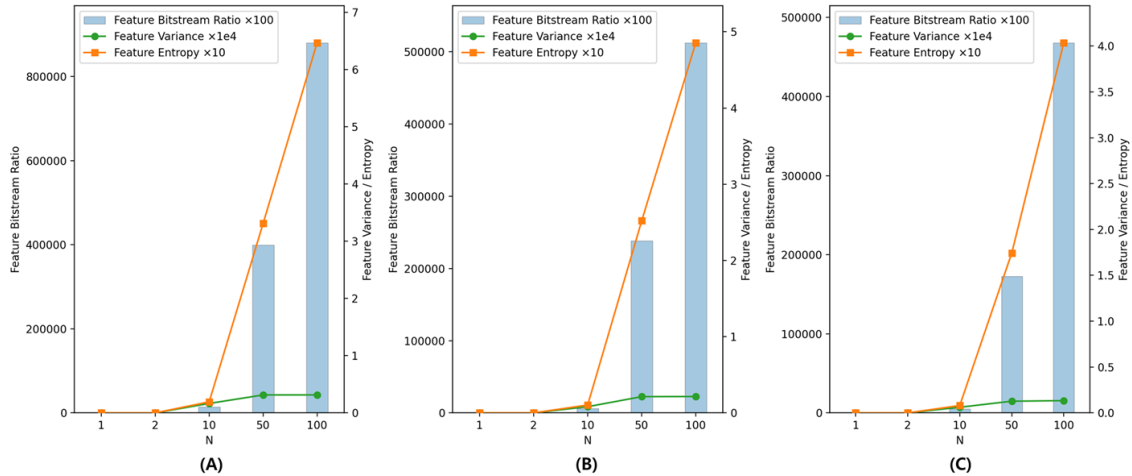 Feature Bitstream Ratio ×100
Feature Variance ×1e4
Feature Entropy ×10
Feature Bitstream Ratio
800000
600000
400000
200000
0
7
6
5
4
3
2
1
0
Feature Variance / Entropy
1 2 10 50 100
N
(A)
Feature Bitstream Ratio ×100
Feature Variance ×1e4
Feature Entropy ×10
Feature Bitstream Ratio
500000
400000
300000
200000
100000
0
5
4
3
2
1
0
Feature Variance / Entropy
1 2 10 50 100
N
(B)
Feature Bitstream Ratio ×100
Feature Variance ×1e4
Feature Entropy ×10
Feature Bitstream Ratio
500000
400000
300000
200000
100000
0
4.0
3.5
3.0
2.5
2.0
1.5
1.0
0.5
0.0
Feature Variance / Entropy
1 2 10 50 100
N
(C)